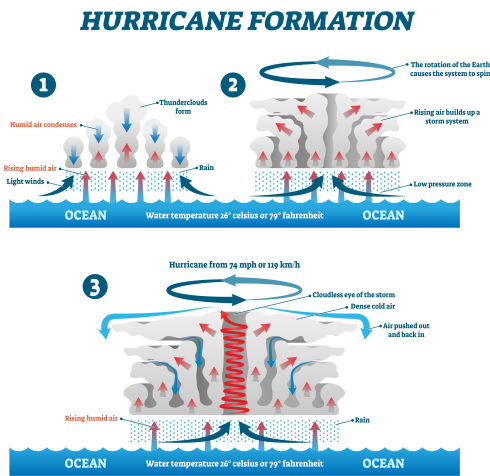 HURRICANE FORMATION
1
Thunderclouds
form
Humid air condenses
Rising humid air
Light winds
Rain
OCEAN
Water temperature 26° celsius or 79° fahrenheit
2
The rotation of the Earth
causes the system to spin
Rising air builds up a
storm system
Low pressure zone
OCEAN
Hurricane from 74 mph or 119 km/h
3
Cloudless eye of the storm
Dense cold air
Air pushed out
and back in
Rising humid air
Rain
OCEAN
Water temperature 26° celsius or 79° fahrenheit
OCEAN